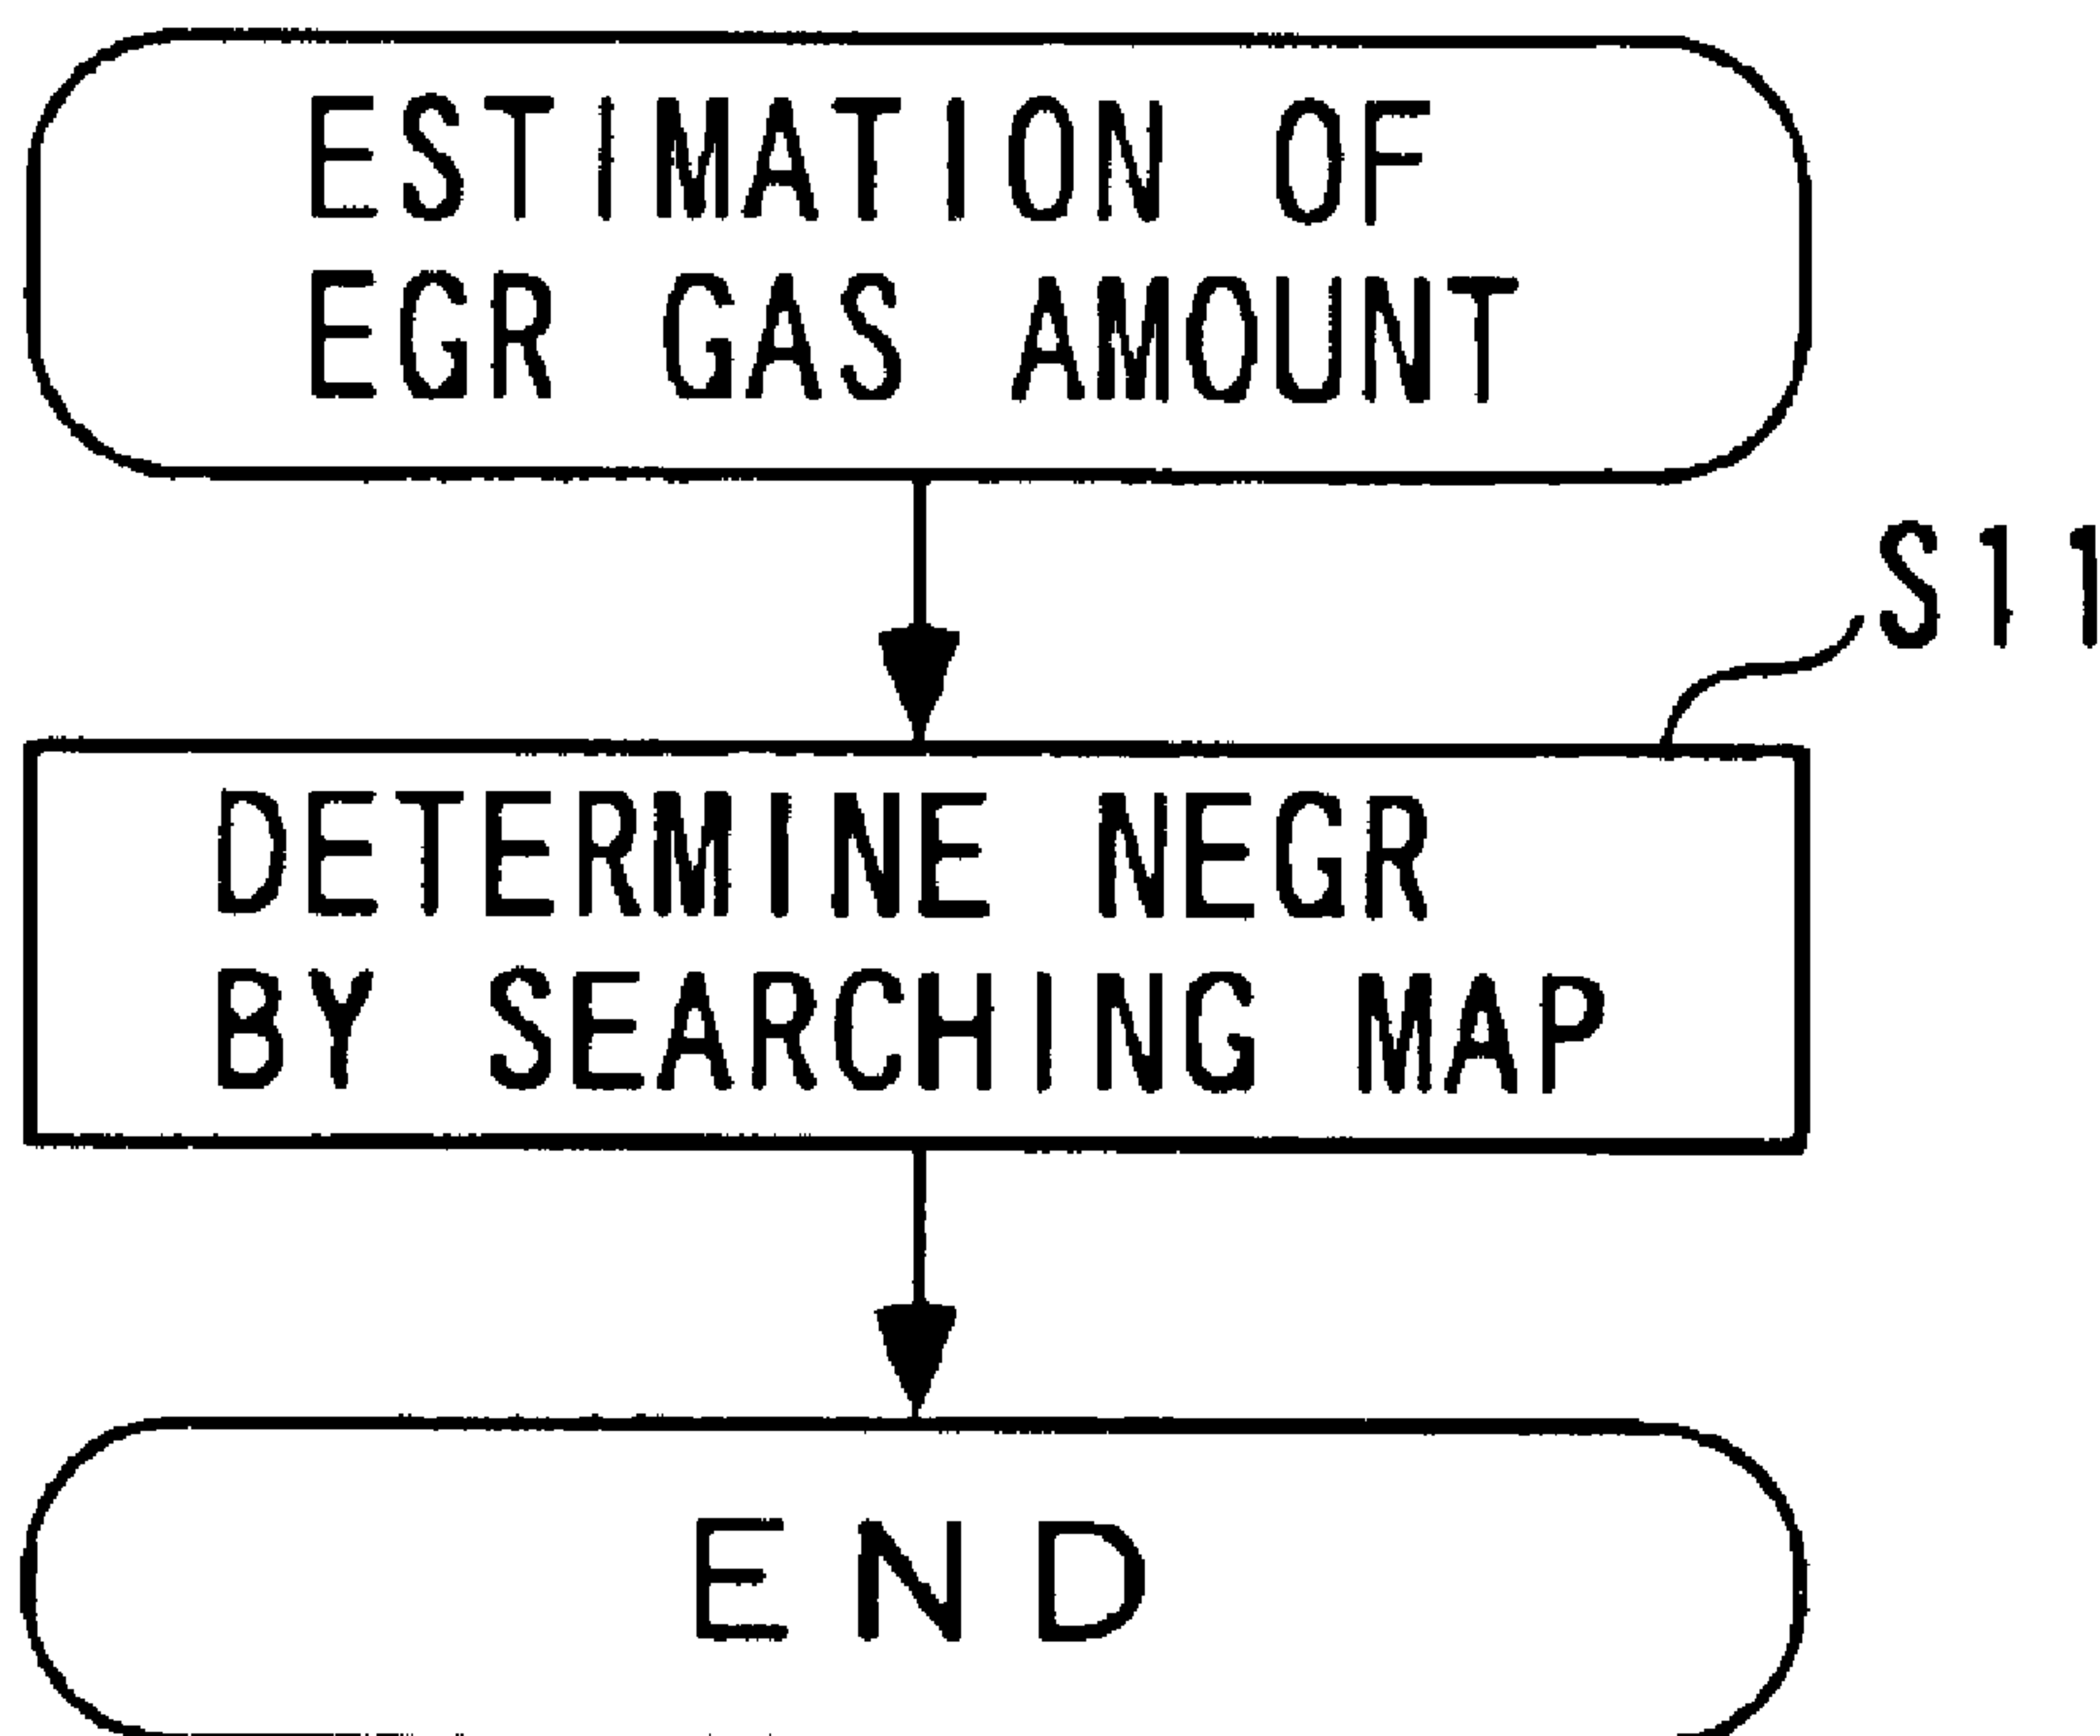 ESTIMATION OF
EGR GAS AMOUNT
S11
DETERMINE NEGR
BY SEARCHING MAP
END